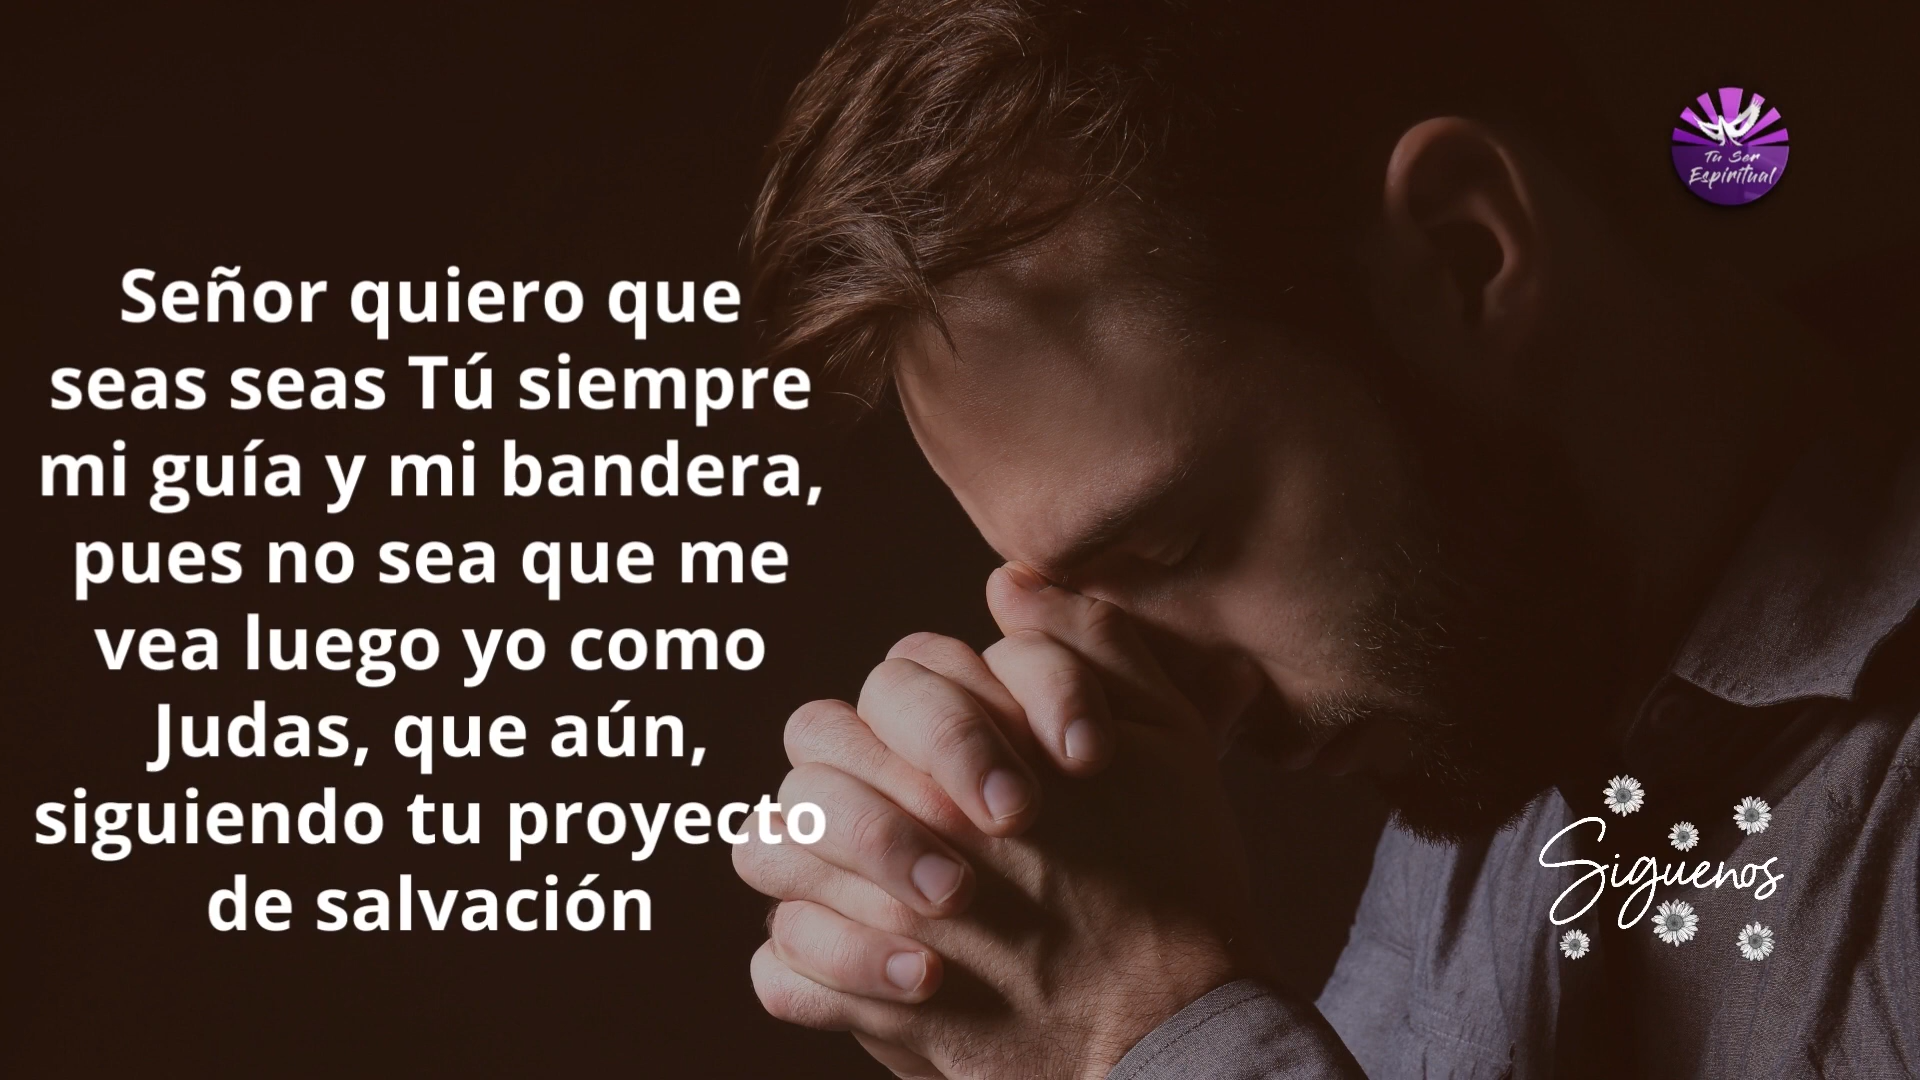 Tu Ser
Espiritual
Señor quiero que
seas seas Tú siempre
mi guía y mi bandera,
pues no sea que me
vea luego yo como
Judas, que aún,
siguiendo tu proyecto
de salvación
Siguenos